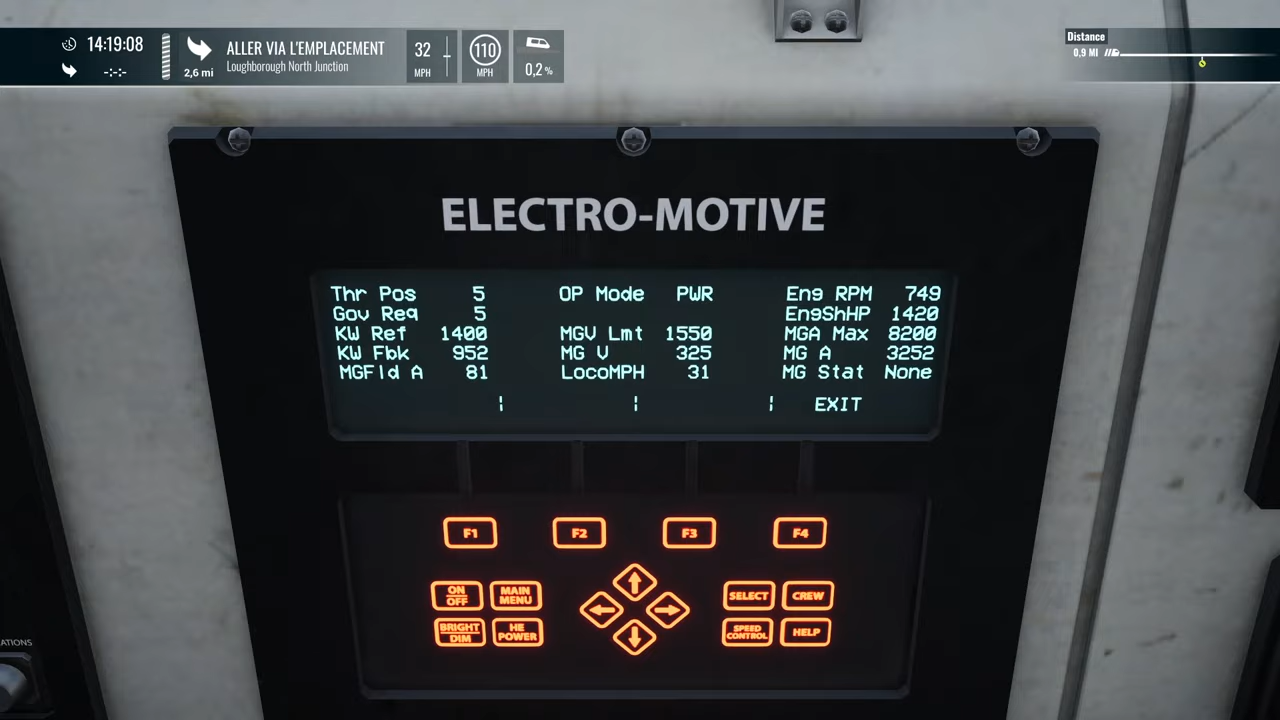 14:19:08
-:-:-
2,6 mi
ALLER VIA L'EMPLACEMENT
Loughborough North Junction
32
MPH
110
MPH
0,2 %
Distance
0,9 MI
ELECTRO-MOTIVE
Thr Pos 5 OP Mode PWR Eng RPM 749
Gov Req 5 EngShHP 1420
KW Ref 1400 MGV Lmt 1550 MGA Max 8200
KW Fbk 952 MG V 325 MG A 3252
MGFld A 81 LocoMPH 31 MG Stat None
¦ ¦ ¦ EXIT
F1 F2 F3 F4
ON OFF
MAIN MENU
SELECT
CREW
BRIGHT DIM
HE POWER
SPEED CONTROL
HELP
ATIONS